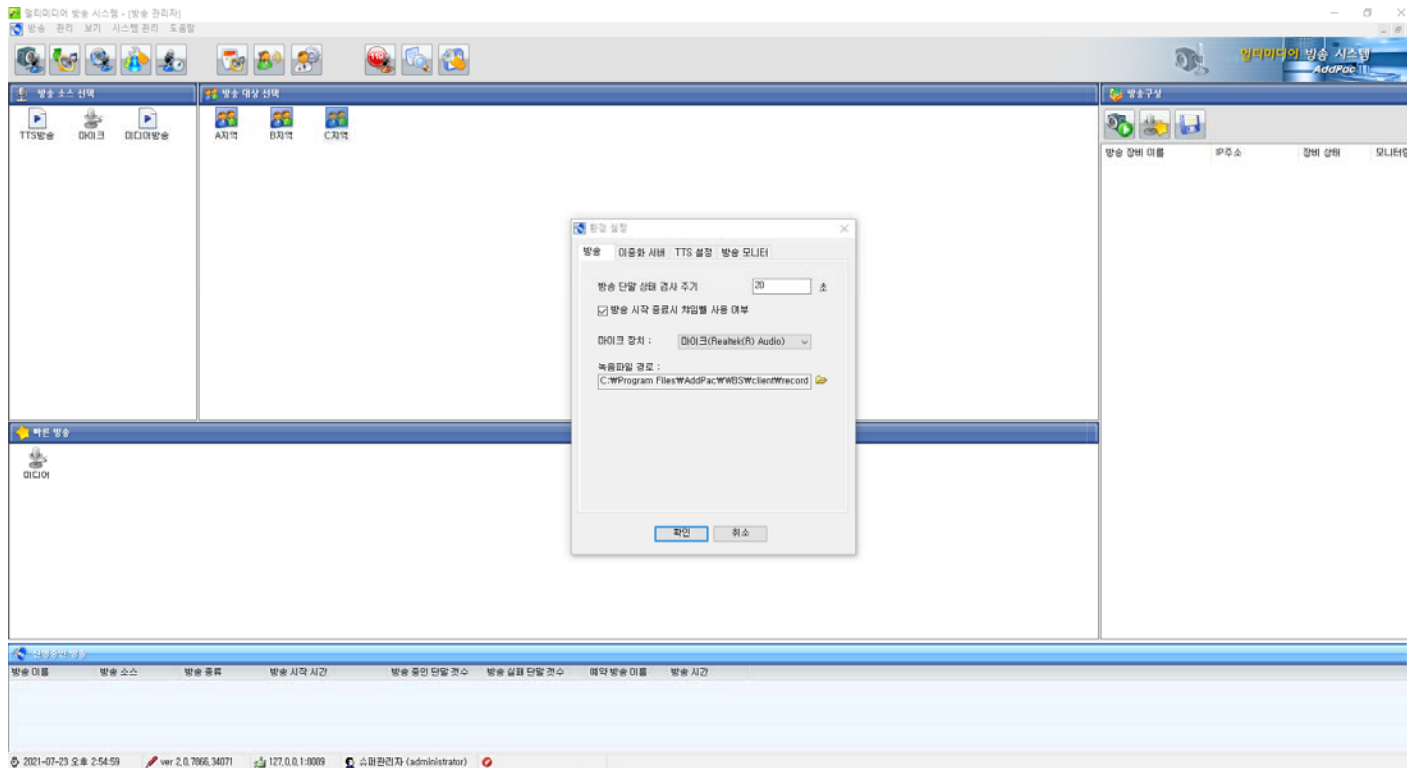 멀티미디어 방송 시스템 - [방송 관리자]
방송 관리 보기 시스템 관리 도움말
멀티미디어 방송 시스템
AddPac
방송 소스 선택
방송 대상 선택
방송구성
TTS방송 마이크 미디어방송
A지역 B지역 C지역
방송 장비 이름 IP주소 장비 상태 모니터링
환경 설정
방송 이중화 서버 TTS 설정 방송 모니터
방송 단말 상태 검사 주기 20 초
방송 시작 종료시 챠임벨 사용 여부
마이크 장치 : 마이크(Realtek(R) Audio)
녹음파일 경로 :
C:₩Program Files₩AddPac₩WBS₩client₩record
확인 취소
빠른 방송
미디어
진행중인 방송
방송 이름 방송 소스 방송 종류 방송 시작 시간 방송 중인 단말 갯수 방송 실패 단말 갯수 예약 방송 이름 방송 시간
2021-07-23 오후 2:54:59 ver 2.0.7866.34071 127.0.0.1:8089 슈퍼관리자 (administrator)